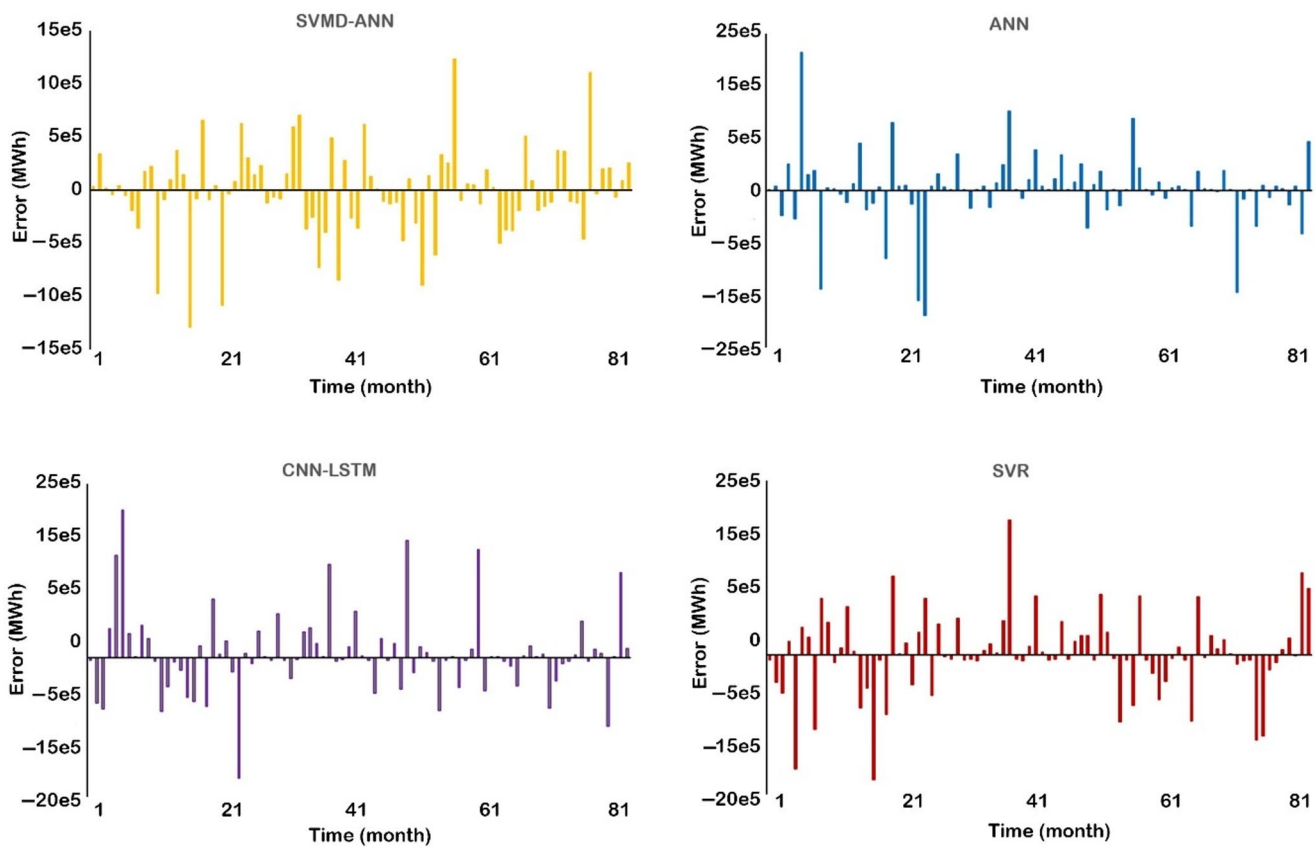 SVMD-ANN
15e5
10e5
5e5
0
−5e5
−10e5
−15e5
Error (MWh)
1 21 41 61 81
Time (month)
ANN
25e5
15e5
5e5
0
−5e5
−15e5
−25e5
Error (MWh)
1 21 41 61 81
Time (month)
CNN-LSTM
25e5
15e5
5e5
0
−5e5
−15e5
−20e5
Error (MWh)
1 21 41 61 81
Time (month)
SVR
25e5
15e5
5e5
0
−5e5
−15e5
−20e5
Error (MWh)
1 21 41 61 81
Time (month)